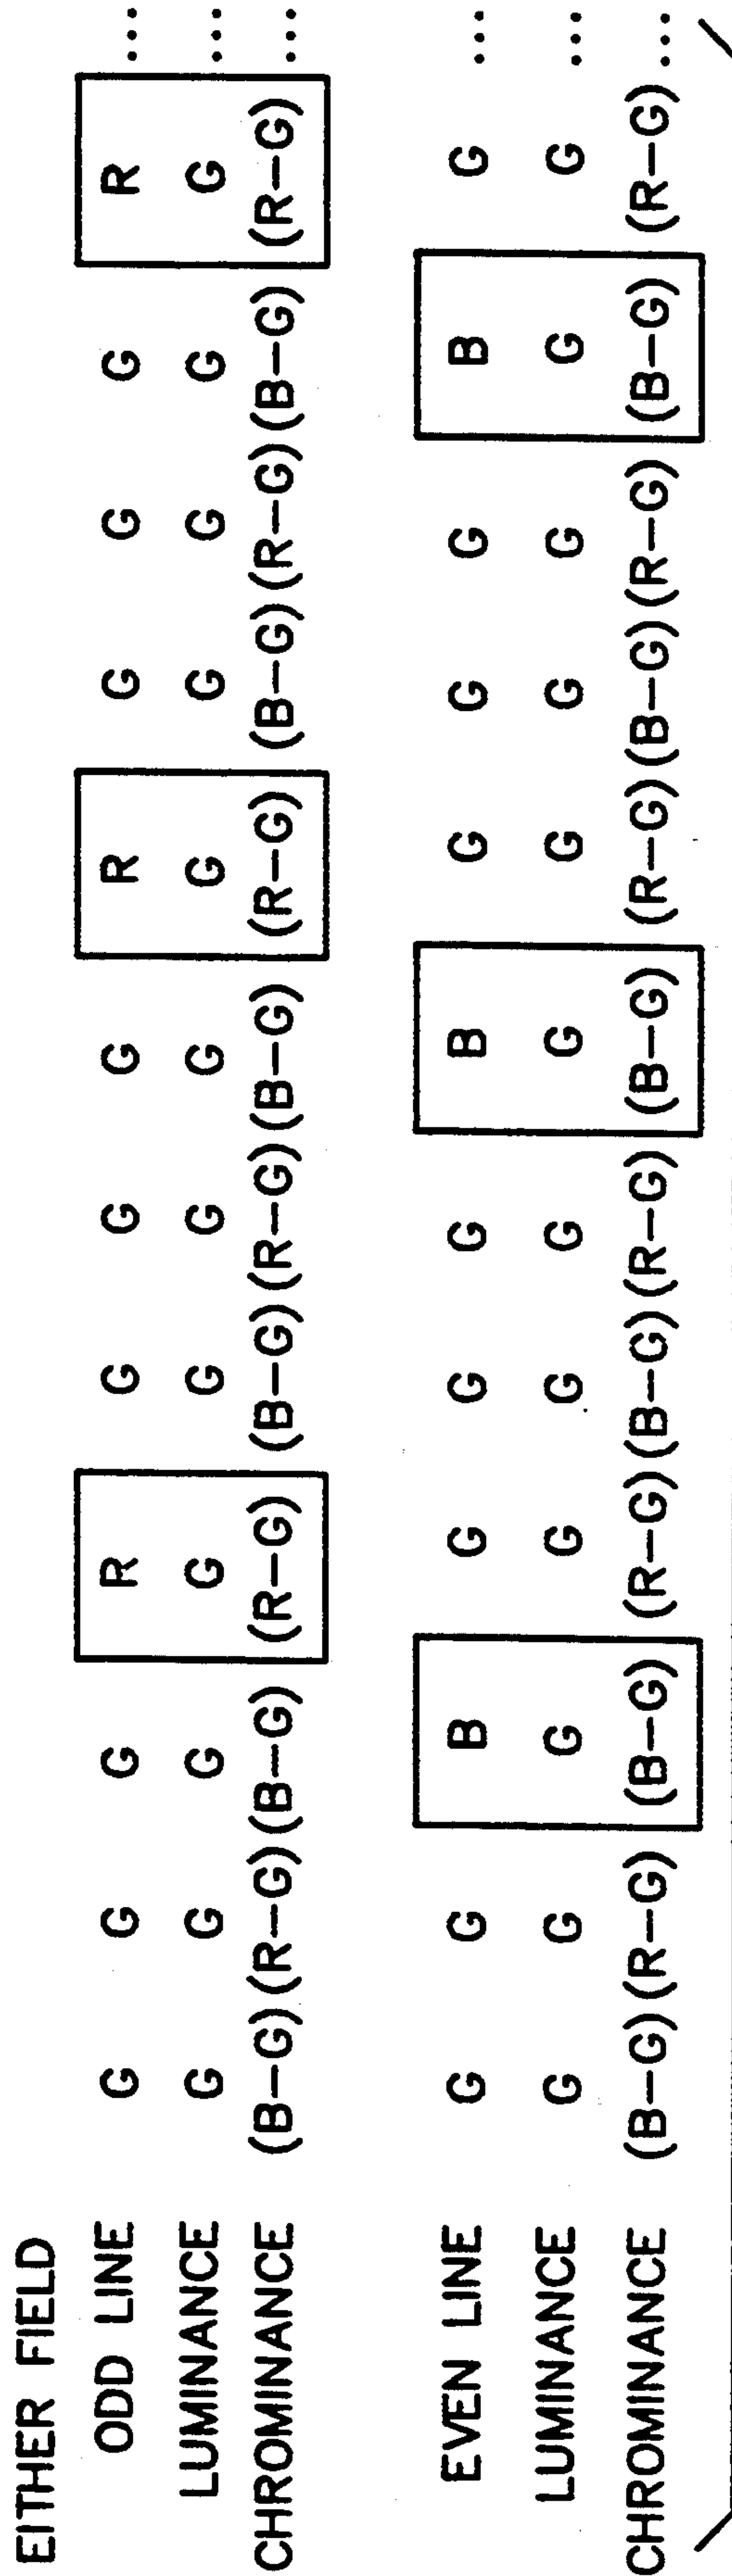 EITHER FIELD
ODD LINE G G G R G G G R G G G R ...
LUMINANCE G G G G G G G G G G G G ...
CHROMINANCE (B–G) (R–G) (B–G) (R–G) (B–G) (R–G) (B–G) (R–G) (B–G) (R–G) (B–G) (R–G) ...
EVEN LINE G G B G G G B G G G B G ...
LUMINANCE G G G G G G G G G G G G ...
CHROMINANCE (B–G) (R–G) (B–G) (R–G) (B–G) (R–G) (B–G) (R–G) (B–G) (R–G) (B–G) (R–G) ...